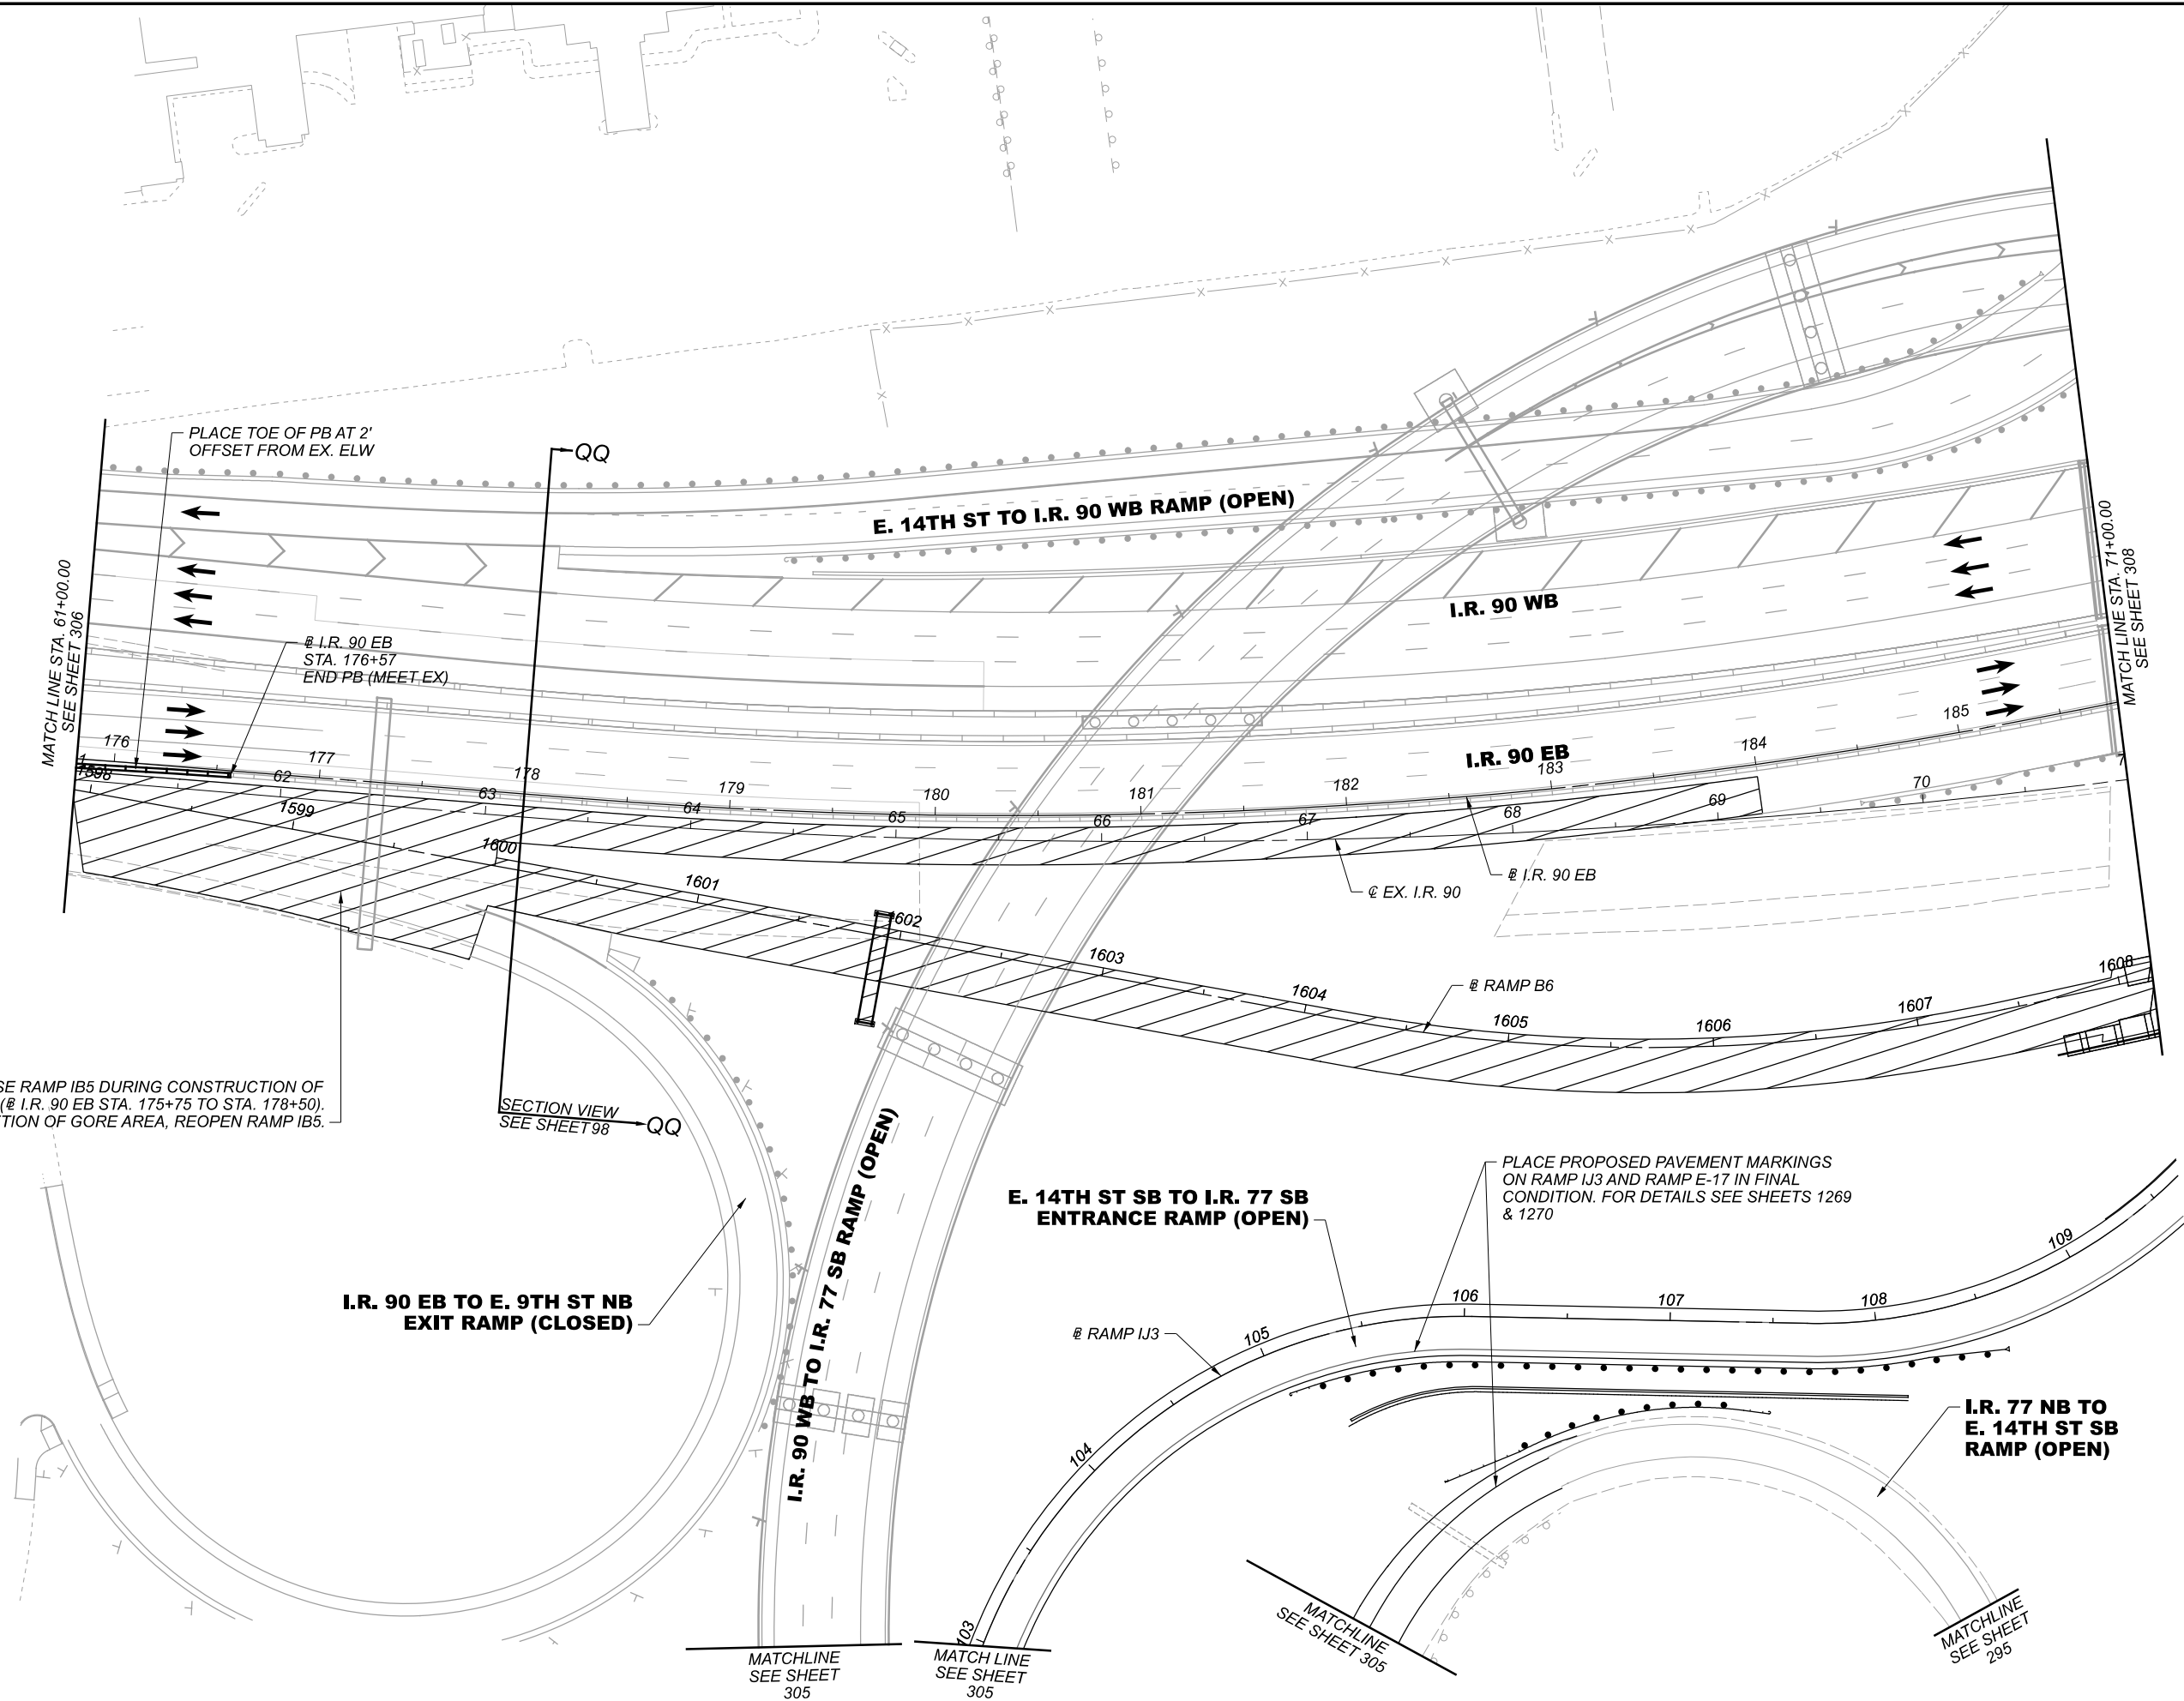 PLACE TOE OF PB AT 2'
OFFSET FROM EX. ELW
QQ
E. 14TH ST TO I.R. 90 WB RAMP (OPEN)
MATCH LINE STA. 61+00.00
SEE SHEET 306
I.R. 90 WB
MATCH LINE STA. 71+00.00
SEE SHEET 308
℄ I.R. 90 EB
STA. 176+57
END PB (MEET EX)
I.R. 90 EB
176
177
178
179
180
181
182
183
184
185
62
63
64
65
66
67
68
69
70
1598
1599
1600
1601
1602
1603
1604
1605
1606
1607
1608
℄ EX. I.R. 90
℄ I.R. 90 EB
℄ RAMP B6
SE RAMP IB5 DURING CONSTRUCTION OF
(℄ I.R. 90 EB STA. 175+75 TO STA. 178+50).
TION OF GORE AREA, REOPEN RAMP IB5.
SECTION VIEW
SEE SHEET 98
QQ
I.R. 90 WB TO I.R. 77 SB RAMP (OPEN)
I.R. 90 EB TO E. 9TH ST NB
EXIT RAMP (CLOSED)
E. 14TH ST SB TO I.R. 77 SB
ENTRANCE RAMP (OPEN)
PLACE PROPOSED PAVEMENT MARKINGS
ON RAMP IJ3 AND RAMP E-17 IN FINAL
CONDITION. FOR DETAILS SEE SHEETS 1269
& 1270
℄ RAMP IJ3
103
104
105
106
107
108
109
I.R. 77 NB TO
E. 14TH ST SB
RAMP (OPEN)
MATCHLINE
SEE SHEET
305
MATCH LINE
SEE SHEET
305
MATCHLINE
SEE SHEET 305
MATCHLINE
SEE SHEET
295